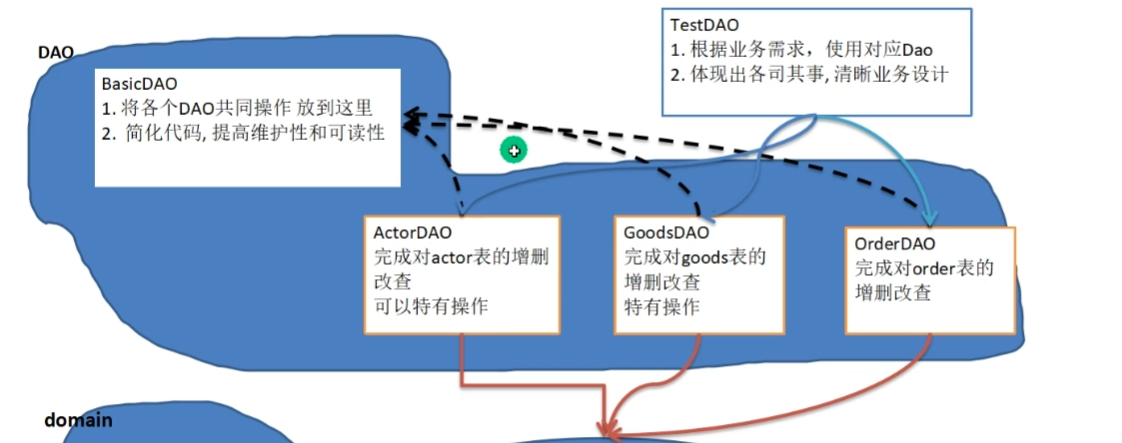 TestDAO
1. 根据业务需求，使用对应Dao
2. 体现出各司其事, 清晰业务设计
DAO
BasicDAO
1. 将各个DAO共同操作 放到这里
2. 简化代码, 提高维护性和可读性
ActorDAO
完成对actor表的增删
改查
可以特有操作
GoodsDAO
完成对goods表的
增删改查
特有操作
OrderDAO
完成对order表的
增删改查
domain